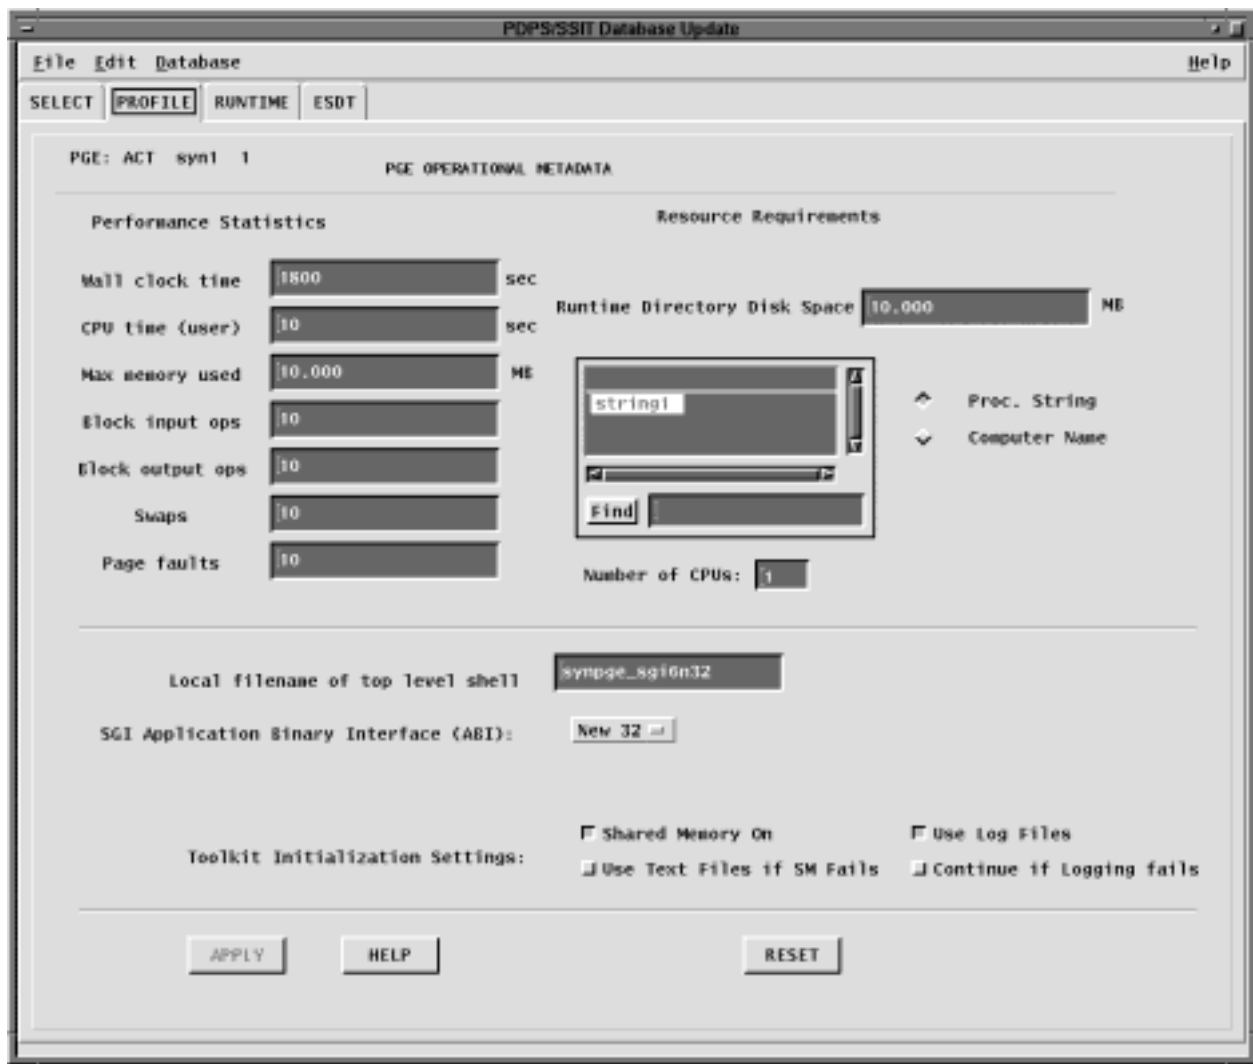 PDPS/SSIT Database Update
File Edit Database Help
SELECT PROFILE RUNTIME ESDT
PGE: ACT syn1 1
PGE OPERATIONAL METADATA
Performance Statistics
Resource Requirements
Wall clock time 1800 sec
Runtime Directory Disk Space 10.000 MB
CPU time (user) 10 sec
Max memory used 10.000 MB
string1
Proc. String
Block input ops 10
Computer Name
Block output ops 10
Swaps 10
Find
Page faults 10
Number of CPUs: 1
Local filename of top level shell synpge_sgi6n32
SGI Application Binary Interface (ABI): New 32
Shared Memory On Use Log Files
Toolkit Initialization Settings:
Use Text Files if SM Fails Continue if Logging fails
APPLY HELP RESET